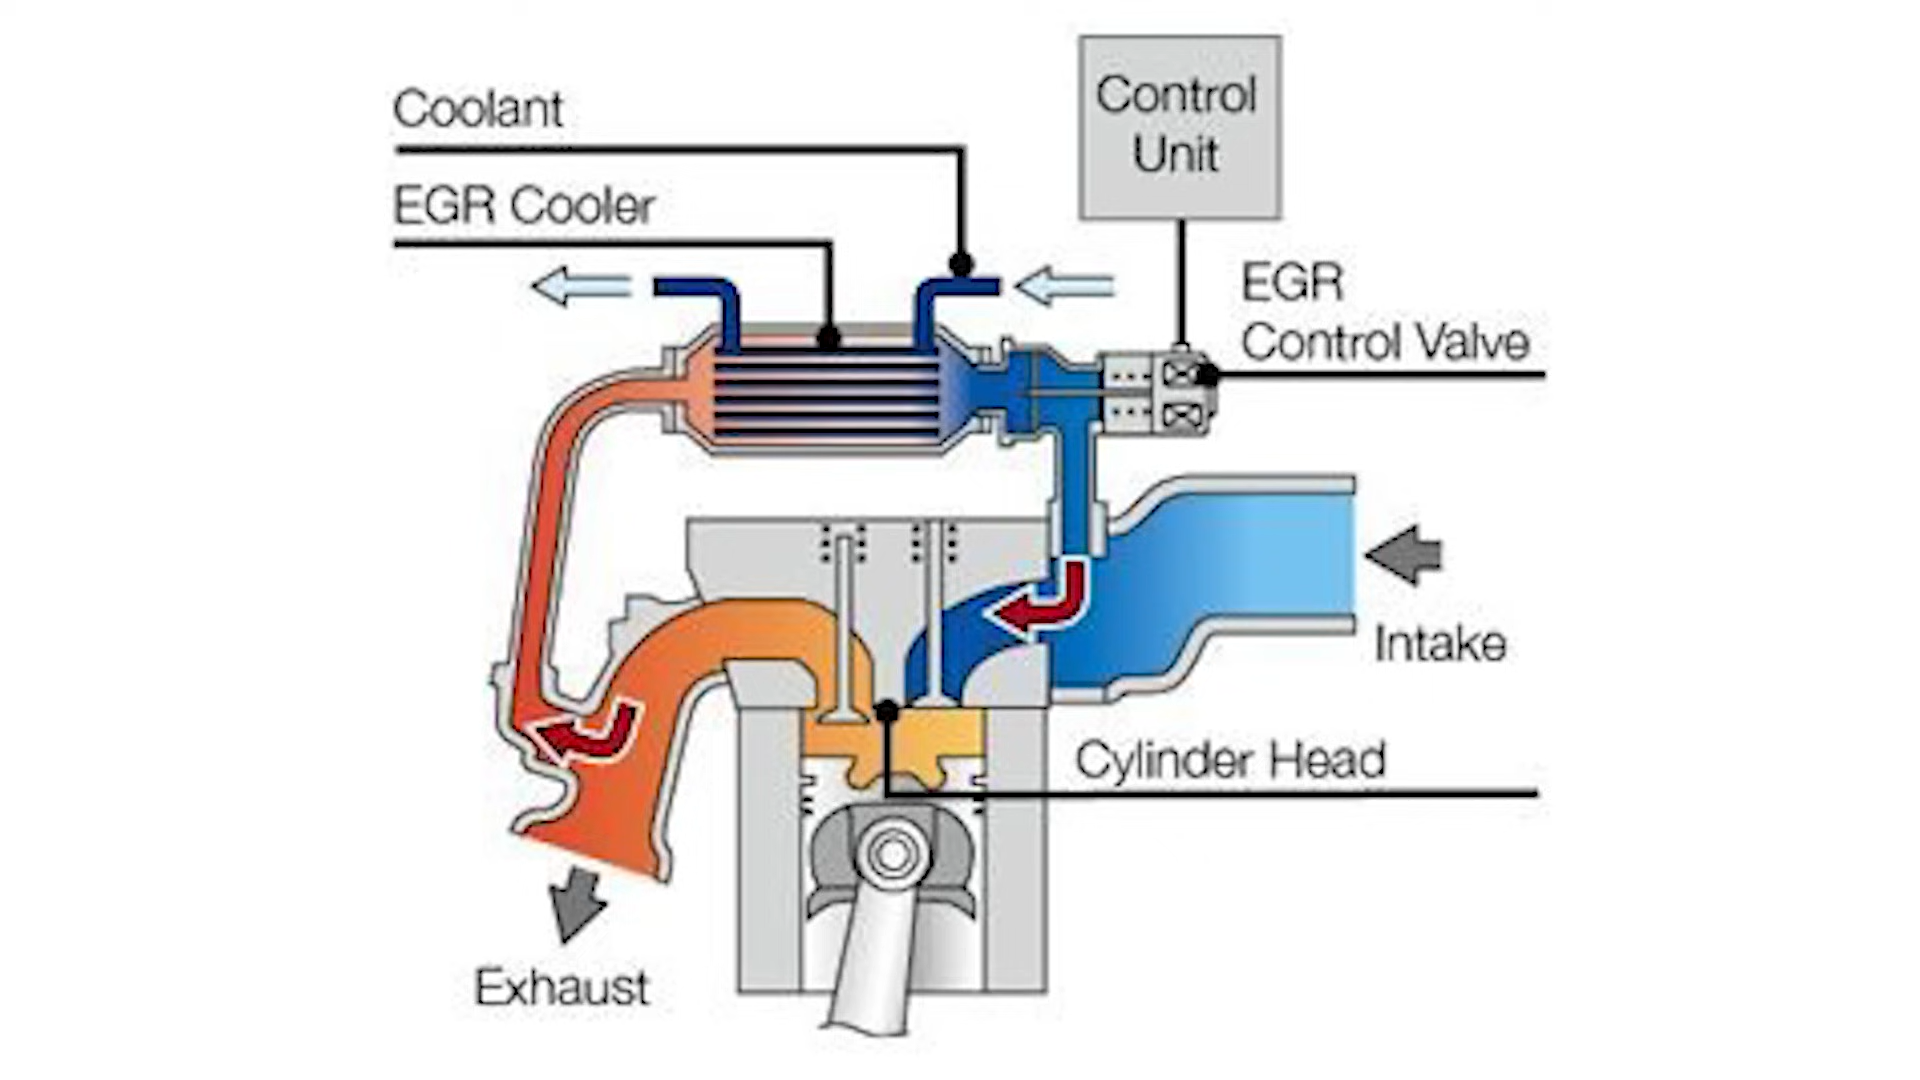 Coolant
EGR Cooler
Control
Unit
EGR
Control Valve
Intake
Cylinder Head
Exhaust